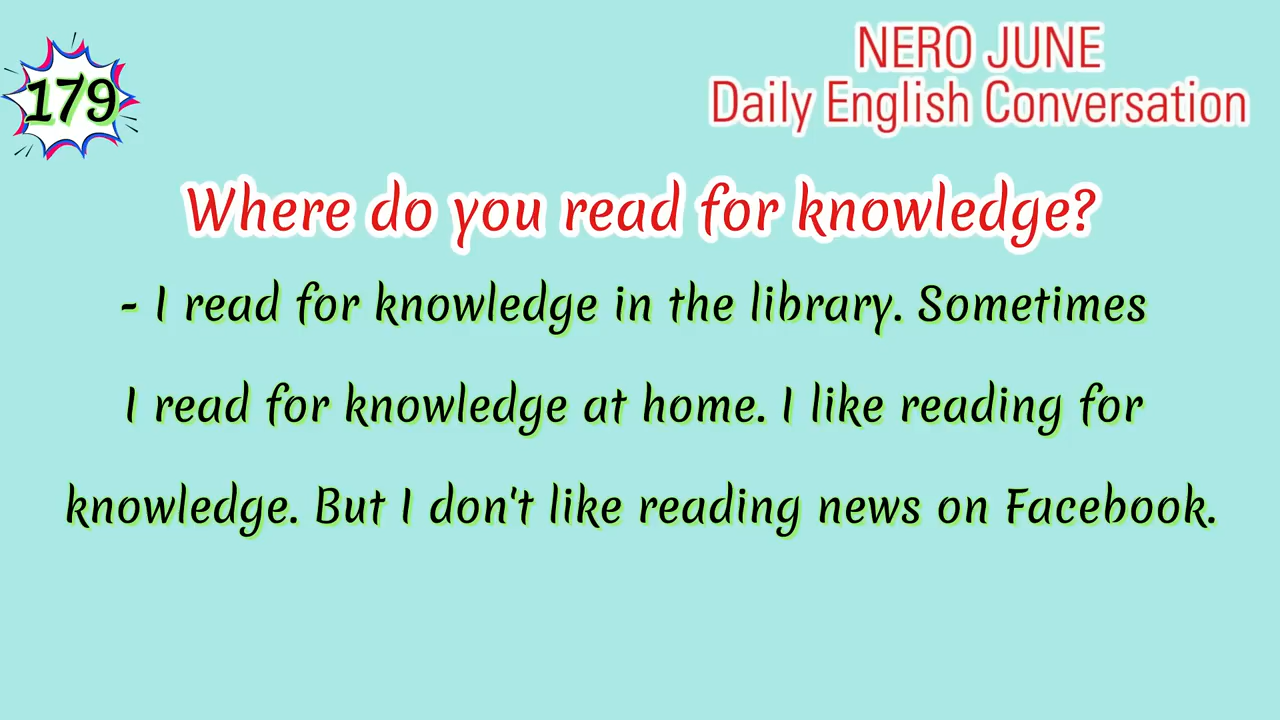 179
NERO JUNE
Daily English Conversation
Where do you read for knowledge?
- I read for knowledge in the library. Sometimes
I read for knowledge at home. I like reading for
knowledge. But I don't like reading news on Facebook.